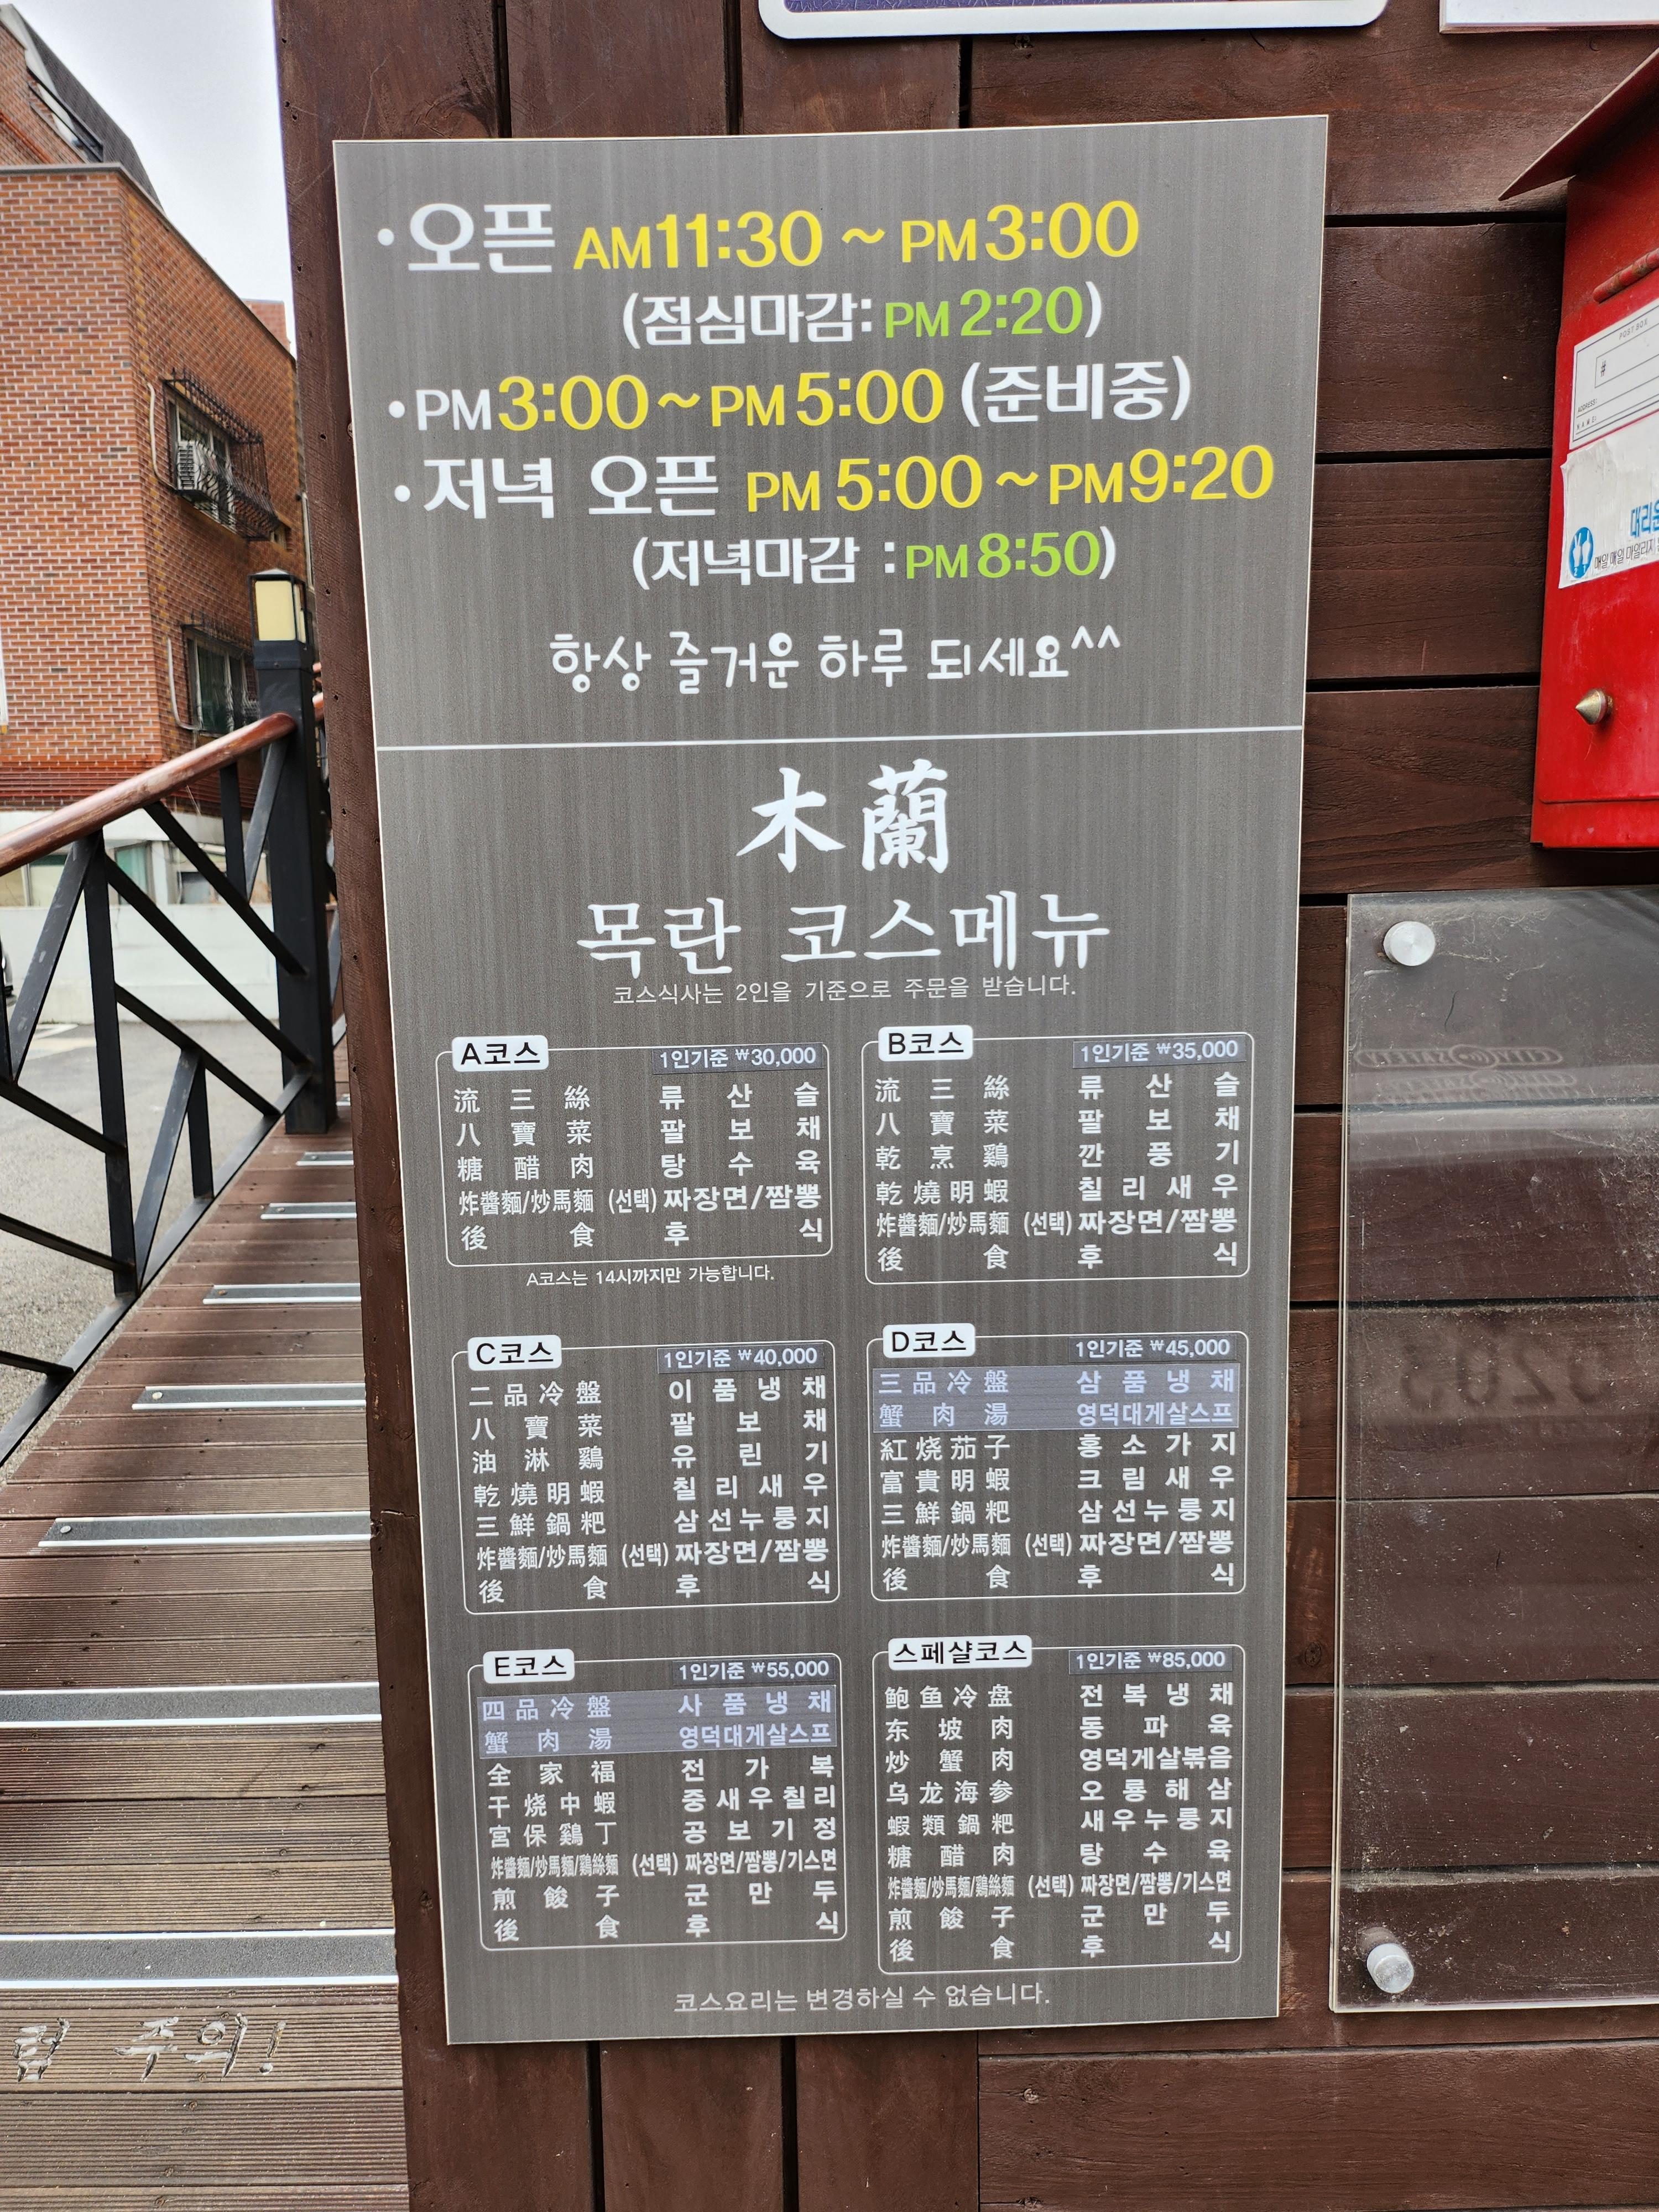 ·오픈 AM11:30 ~ PM3:00
(점심마감: PM 2:20)
·PM3:00~PM 5:00 (준비중)
·저녁 오픈 PM 5:00 ~ PM9:20
(저녁마감 : PM 8:50)
항상 즐거운 하루 되세요^^
木蘭
목란 코스메뉴
코스식사는 2인을 기준으로 주문을 받습니다.
A코스 1인기준 ₩30,000
流三絲 류산슬
八寶菜 팔보채
糖醋肉 탕수육
炸醬麵/炒馬麵 (선택) 짜장면/짬뽕
後食 후식
A코스는 14시까지만 가능합니다.
B코스 1인기준 ₩35,000
流三絲 류산슬
八寶菜 팔보채
乾烹鷄 깐풍기
乾燒明蝦 칠리새우
炸醬麵/炒馬麵 (선택) 짜장면/짬뽕
後食 후식
C코스 1인기준 ₩40,000
二品冷盤 이품냉채
八寶菜 팔보채
油淋鷄 유린기
乾燒明蝦 칠리새우
三鮮鍋粑 삼선누룽지
炸醬麵/炒馬麵 (선택) 짜장면/짬뽕
後食 후식
D코스 1인기준 ₩45,000
三品冷盤 삼품냉채
蟹肉湯 영덕대게살스프
紅烧茄子 홍소가지
富貴明蝦 크림새우
三鮮鍋粑 삼선누룽지
炸醬麵/炒馬麵 (선택) 짜장면/짬뽕
後食 후식
E코스 1인기준 ₩55,000
四品冷盤 사품냉채
蟹肉湯 영덕대게살스프
全家福 전가복
干烧中蝦 중새우칠리
宮保鷄丁 공보기정
炸醬麵/炒馬麵/鷄絲麵 (선택) 짜장면/짬뽕/기스면
煎餕子 군만두
後食 후식
스페샬코스 1인기준 ₩85,000
鲍鱼冷盘 전복냉채
东坡肉 동파육
炒蟹肉 영덕게살볶음
乌龙海参 오룡해삼
蝦類鍋粑 새우누룽지
糖醋肉 탕수육
炸醬麵/炒馬麵/鷄絲麵 (선택) 짜장면/짬뽕/기스면
煎餕子 군만두
後食 후식
코스요리는 변경하실 수 없습니다.
POST BOX
#
대리운
주의!